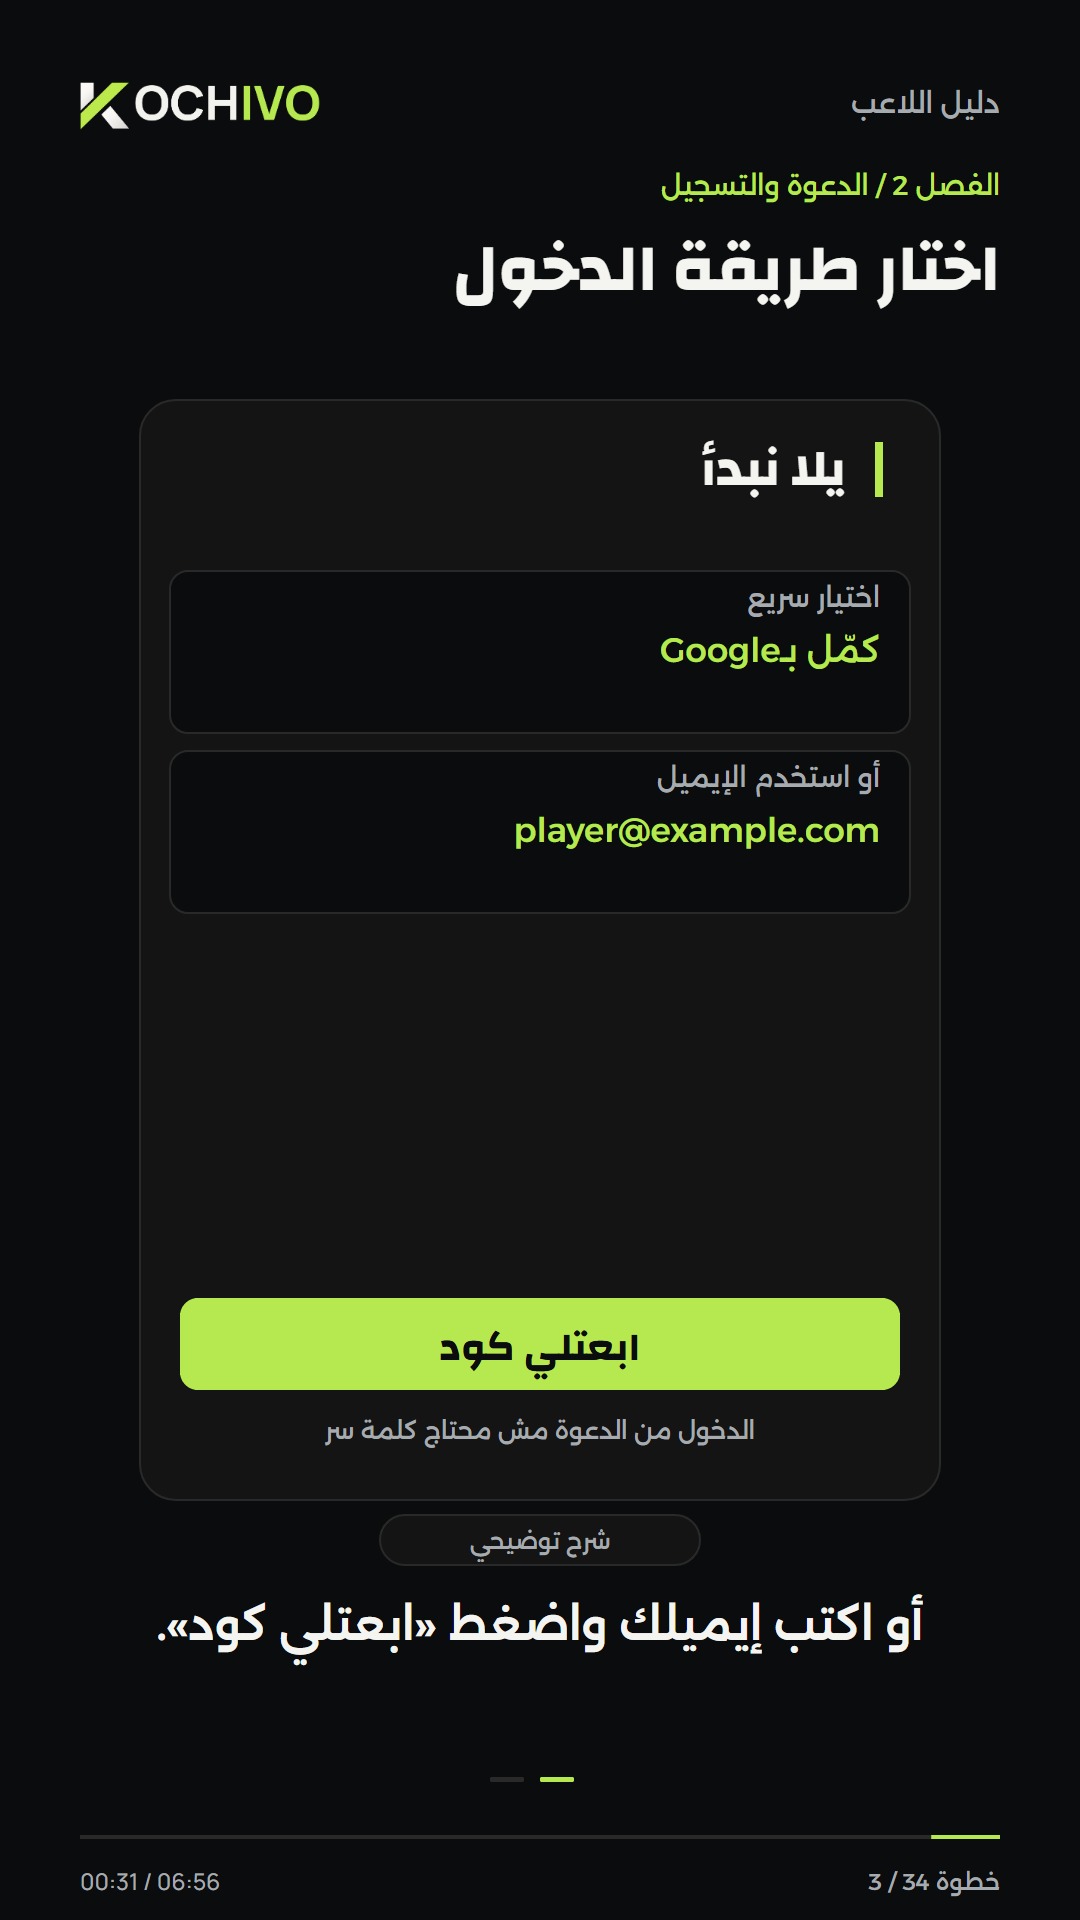 KOCHIVO
دليل اللاعب
الفصل 2 / الدعوة والتسجيل
اختار طريقة الدخول
يلا نبدأ
اختيار سريع
كمّل بـGoogle
أو استخدم الإيميل
player@example.com
ابعتلي كود
الدخول من الدعوة مش محتاج كلمة سر
شرح توضيحي
أو اكتب إيميلك واضغط «ابعتلي كود».
خطوة 3 / 34
00:31 / 06:56